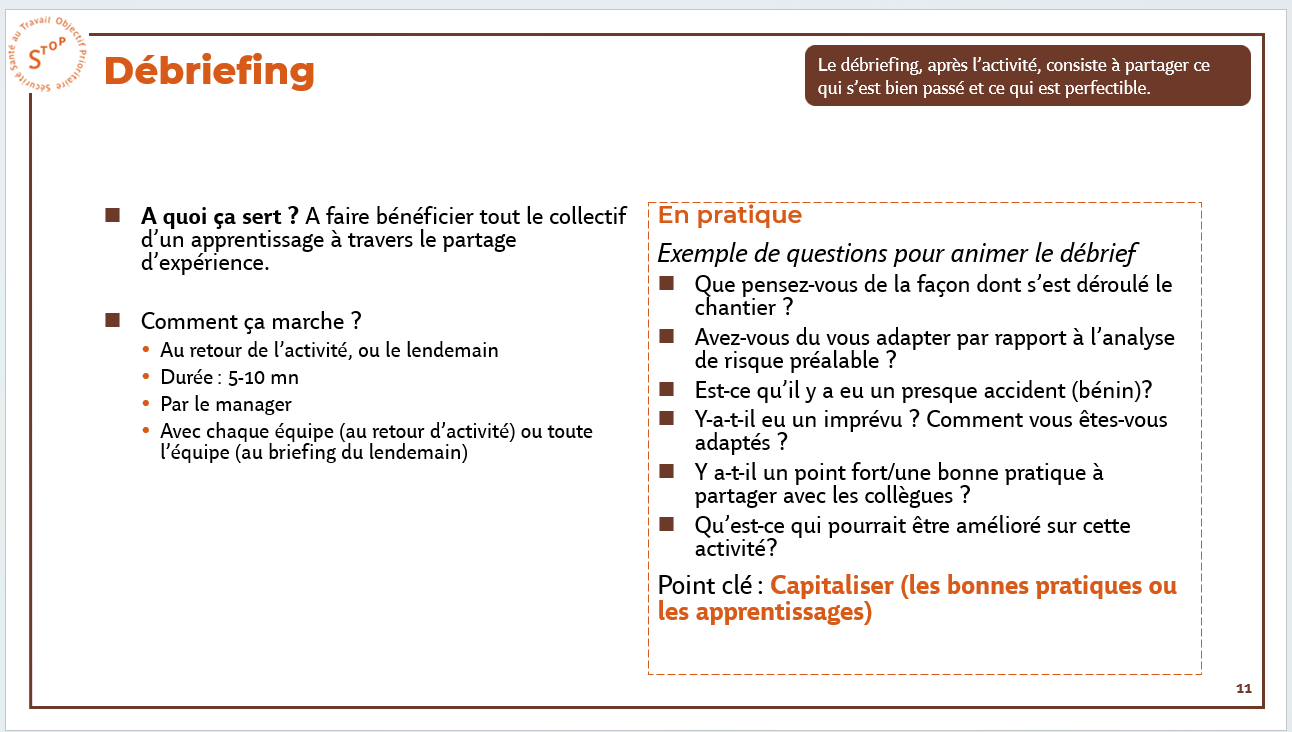 Sécurité Santé au Travail Objectif Prioritaire
STOP
Débriefing
Le débriefing, après l’activité, consiste à partager ce
qui s’est bien passé et ce qui est perfectible.
A quoi ça sert ? A faire bénéficier tout le collectif
d’un apprentissage à travers le partage
d’expérience.
Comment ça marche ?
Au retour de l’activité, ou le lendemain
Durée : 5-10 mn
Par le manager
Avec chaque équipe (au retour d’activité) ou toute
l’équipe (au briefing du lendemain)
En pratique
Exemple de questions pour animer le débrief
Que pensez-vous de la façon dont s’est déroulé le
chantier ?
Avez-vous du vous adapter par rapport à l’analyse
de risque préalable ?
Est-ce qu’il y a eu un presque accident (bénin)?
Y-a-t-il eu un imprévu ? Comment vous êtes-vous
adaptés ?
Y a-t-il un point fort/une bonne pratique à
partager avec les collègues ?
Qu’est-ce qui pourrait être amélioré sur cette
activité?
Point clé : Capitaliser (les bonnes pratiques ou
les apprentissages)
11